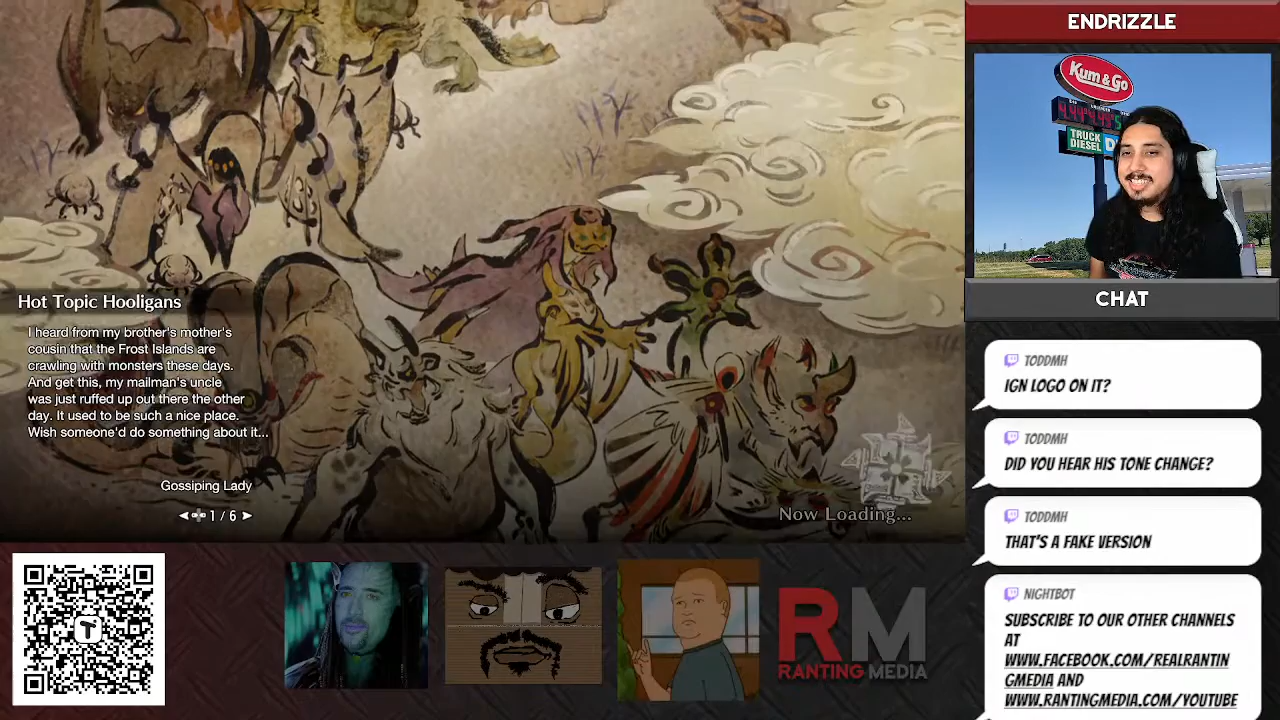 ENDRIZZLE
Kum & Go
TRUCK
DIESEL
CHAT
Hot Topic Hooligans
I heard from my brother's mother's
cousin that the Frost Islands are
crawling with monsters these days.
And get this, my mailman's uncle
was just ruffed up out there the other
day. It used to be such a nice place.
Wish someone'd do something about it...
Gossiping Lady
1 / 6
Now Loading...
TODDMH
IGN LOGO ON IT?
TODDMH
DID YOU HEAR HIS TONE CHANGE?
TODDMH
THAT'S A FAKE VERSION
NIGHTBOT
SUBSCRIBE TO OUR OTHER CHANNELS
AT
WWW.FACEBOOK.COM/REALRANTIN
GMEDIA AND
WWW.RANTINGMEDIA.COM/YOUTUBE
T
RM
RANTING MEDIA